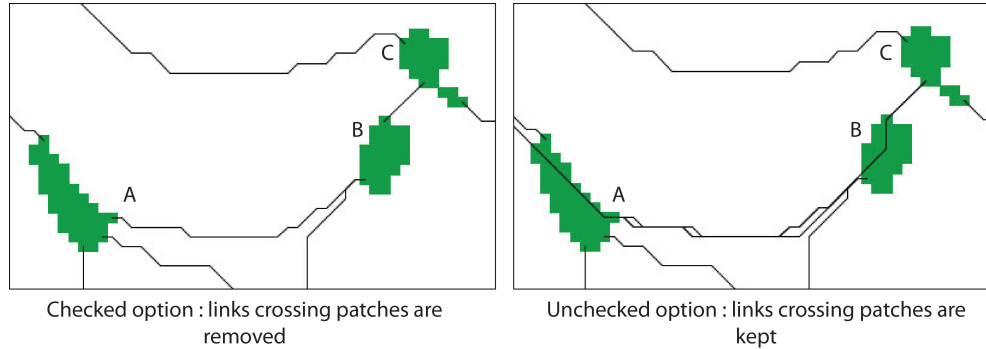 C
B
A
Checked option : links crossing patches are
removed
C
B
A
Unchecked option : links crossing patches are
kept